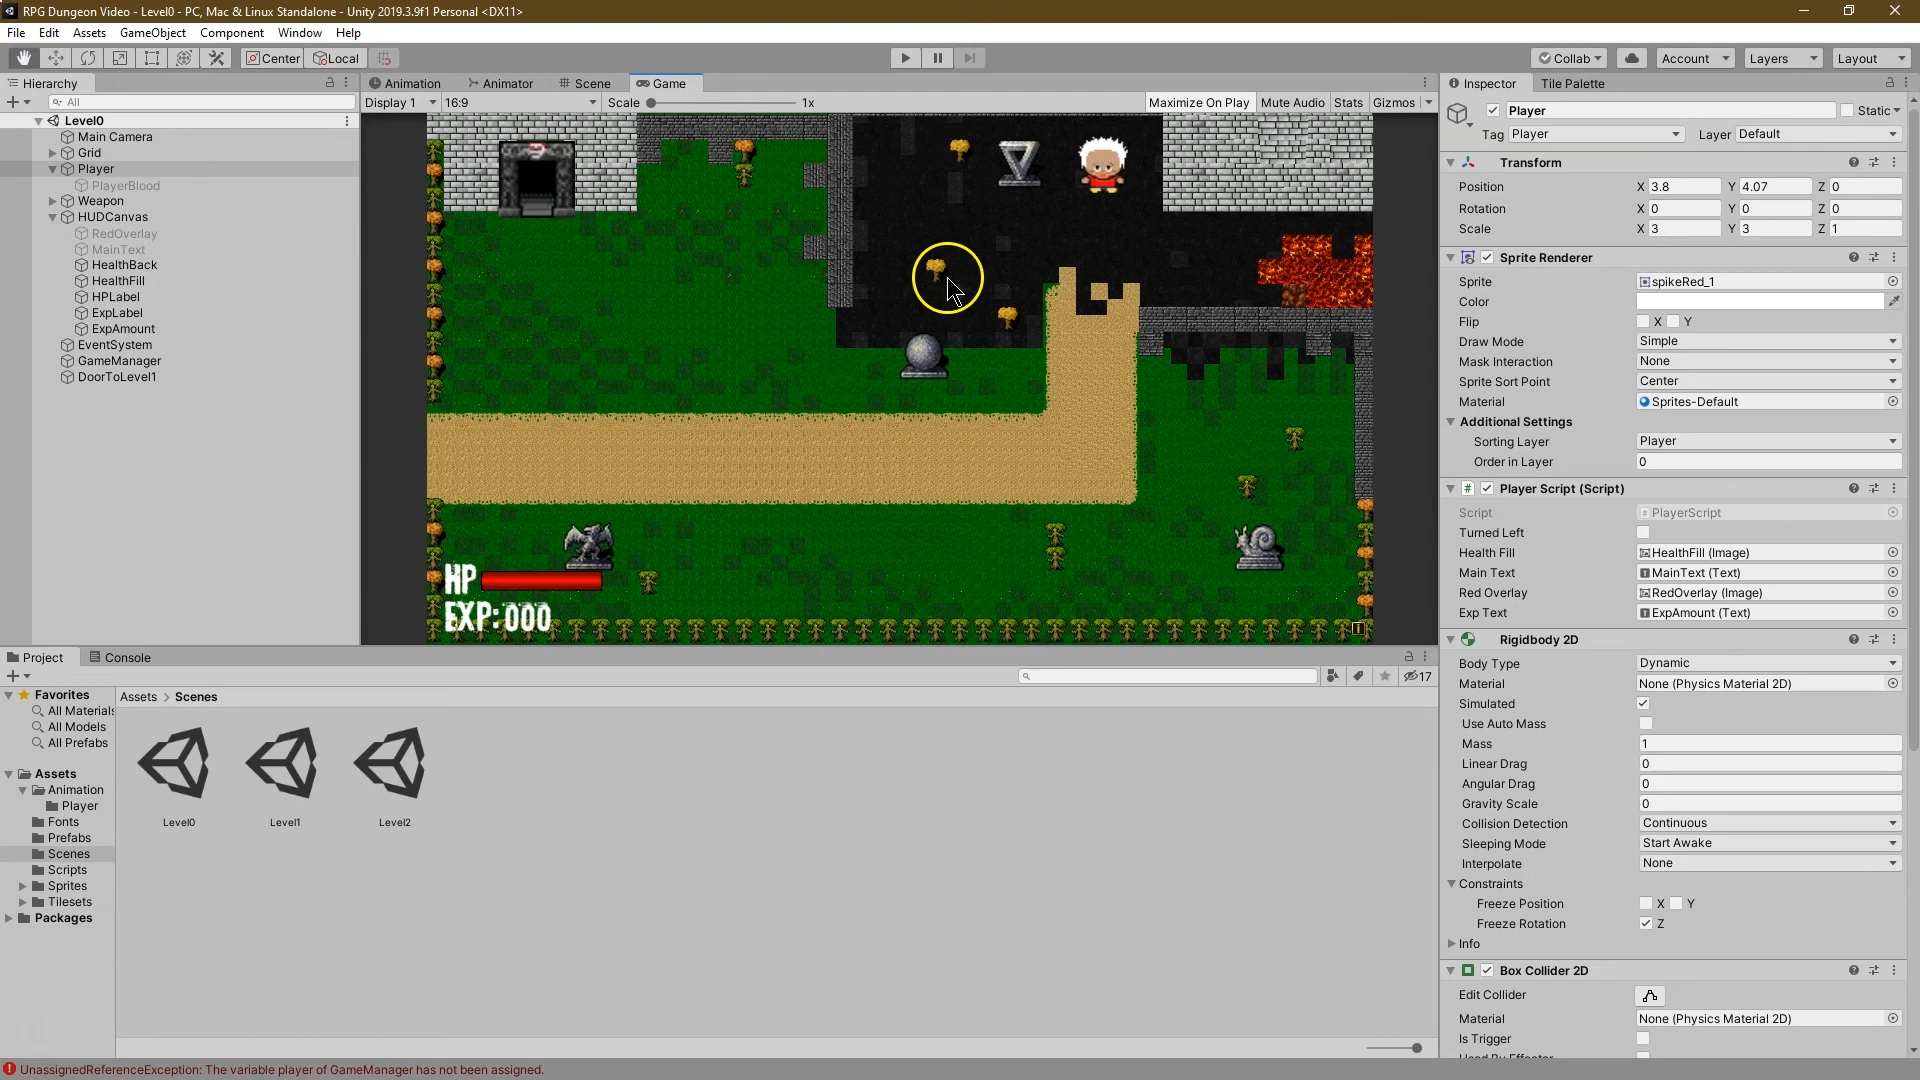 RPG Dungeon Video - Level0 - PC, Mac & Linux Standalone - Unity 2019.3.9f1 Personal <DX11>
File Edit Assets GameObject Component Window Help
Center Local Collab Account Layers Layout
Hierarchy
All
Level0
Main Camera
Grid
Player
PlayerBlood
Weapon
HUDCanvas
RedOverlay
MainText
HealthBack
HealthFill
HPLabel
ExpLabel
ExpAmount
EventSystem
GameManager
DoorToLevel1
Animation Animator Scene Game
Display 1 16:9 Scale 1x Maximize On Play Mute Audio Stats Gizmos
HP
EXP:000
Inspector Tile Palette
Player Static
Tag Player Layer Default
Transform
Position X 3.8 Y 4.07 Z 0
Rotation X 0 Y 0 Z 0
Scale X 3 Y 3 Z 1
Sprite Renderer
Sprite spikeRed_1
Color
Flip X Y
Draw Mode Simple
Mask Interaction None
Sprite Sort Point Center
Material Sprites-Default
Additional Settings
Sorting Layer Player
Order in Layer 0
Player Script (Script)
Script PlayerScript
Turned Left
Health Fill HealthFill (Image)
Main Text MainText (Text)
Red Overlay RedOverlay (Image)
Exp Text ExpAmount (Text)
Rigidbody 2D
Body Type Dynamic
Material None (Physics Material 2D)
Simulated
Use Auto Mass
Mass 1
Linear Drag 0
Angular Drag 0
Gravity Scale 0
Collision Detection Continuous
Sleeping Mode Start Awake
Interpolate None
Constraints
Freeze Position X Y
Freeze Rotation Z
Info
Box Collider 2D
Edit Collider
Material None (Physics Material 2D)
Is Trigger
Used By Effector
Project Console
17
Favorites
All Materials
All Models
All Prefabs
Assets
Animation
Player
Fonts
Prefabs
Scenes
Scripts
Sprites
Tilesets
Packages
Assets > Scenes
Level0 Level1 Level2
UnassignedReferenceException: The variable player of GameManager has not been assigned.